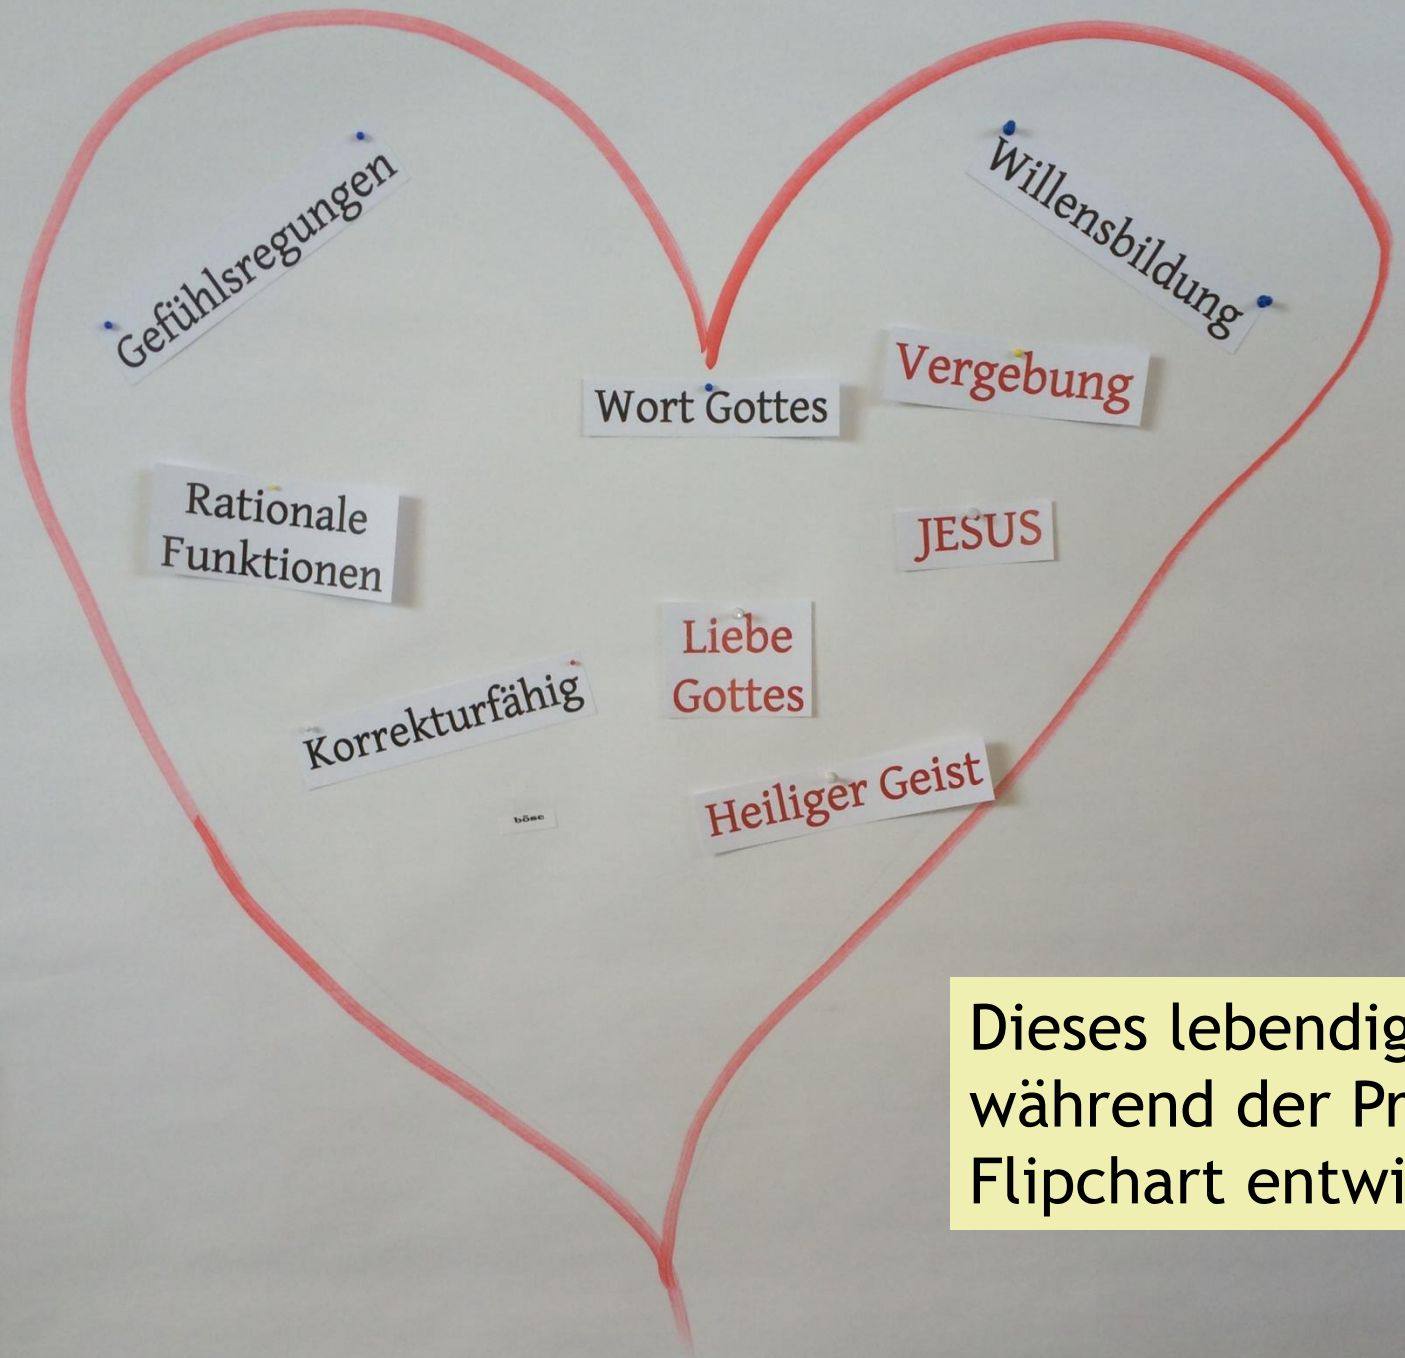 Gefühlsregungen
Willensbildung
Wort Gottes
Vergebung
Rationale
Funktionen
JESUS
Liebe
Gottes
Korrekturfähig
Heiliger Geist
böse
Dieses lebendig
während der Pr
Flipchart entwi